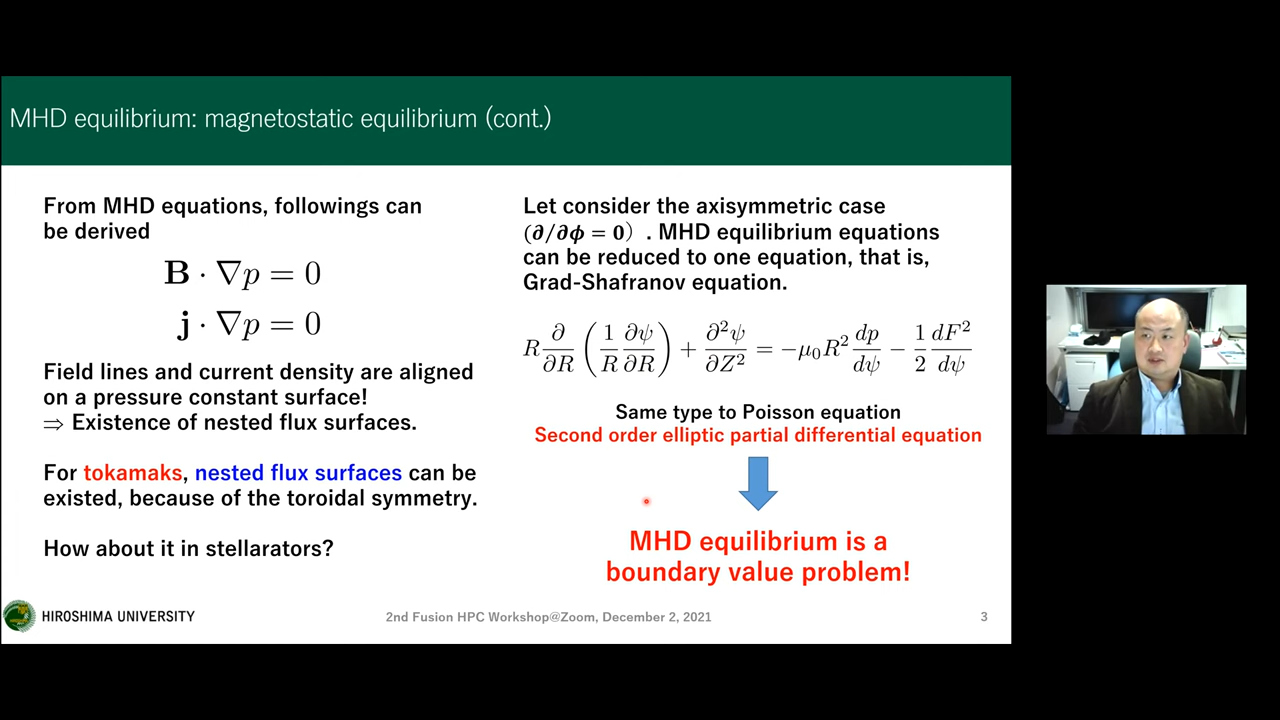 MHD equilibrium: magnetostatic equilibrium (cont.)
From MHD equations, followings can
be derived
B · ∇p = 0
j · ∇p = 0
Field lines and current density are aligned
on a pressure constant surface!
⇒ Existence of nested flux surfaces.
For tokamaks, nested flux surfaces can be
existed, because of the toroidal symmetry.
How about it in stellarators?
Let consider the axisymmetric case
(∂/∂ϕ = 0) . MHD equilibrium equations
can be reduced to one equation, that is,
Grad-Shafranov equation.
R ∂/∂R (1/R ∂ψ/∂R) + ∂²ψ/∂Z² = −μ₀R² dp/dψ − 1/2 dF²/dψ
Same type to Poisson equation
Second order elliptic partial differential equation
MHD equilibrium is a
boundary value problem!
HIROSHIMA UNIVERSITY
2nd Fusion HPC Workshop@Zoom, December 2, 2021
3